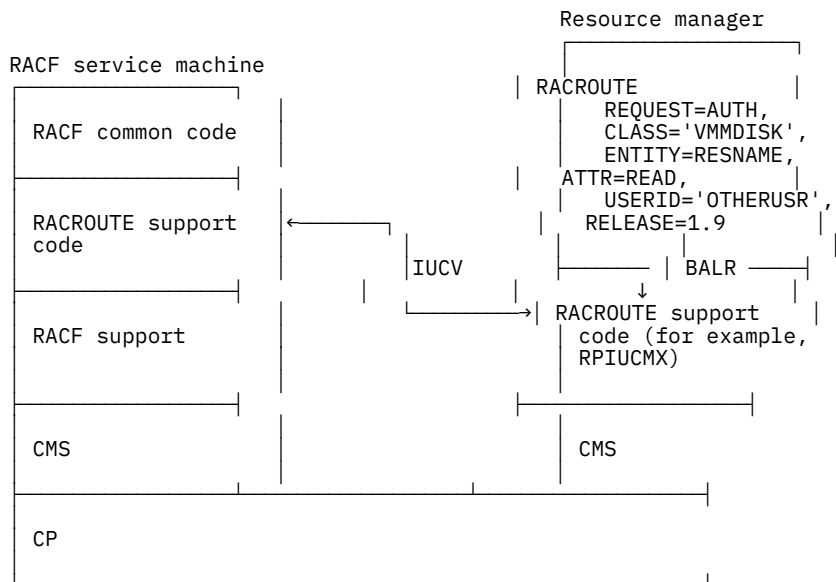 Resource manager
RACF service machine
RACROUTE
REQUEST=AUTH,
RACF common code
CLASS='VMMDISK',
ENTITY=RESNAME,
ATTR=READ,
USERID='OTHERUSR',
RACROUTE support
RELEASE=1.9
code
IUCV
BALR
RACROUTE support
RACF support
code (for example,
RPIUCMX)
CMS
CMS
CP